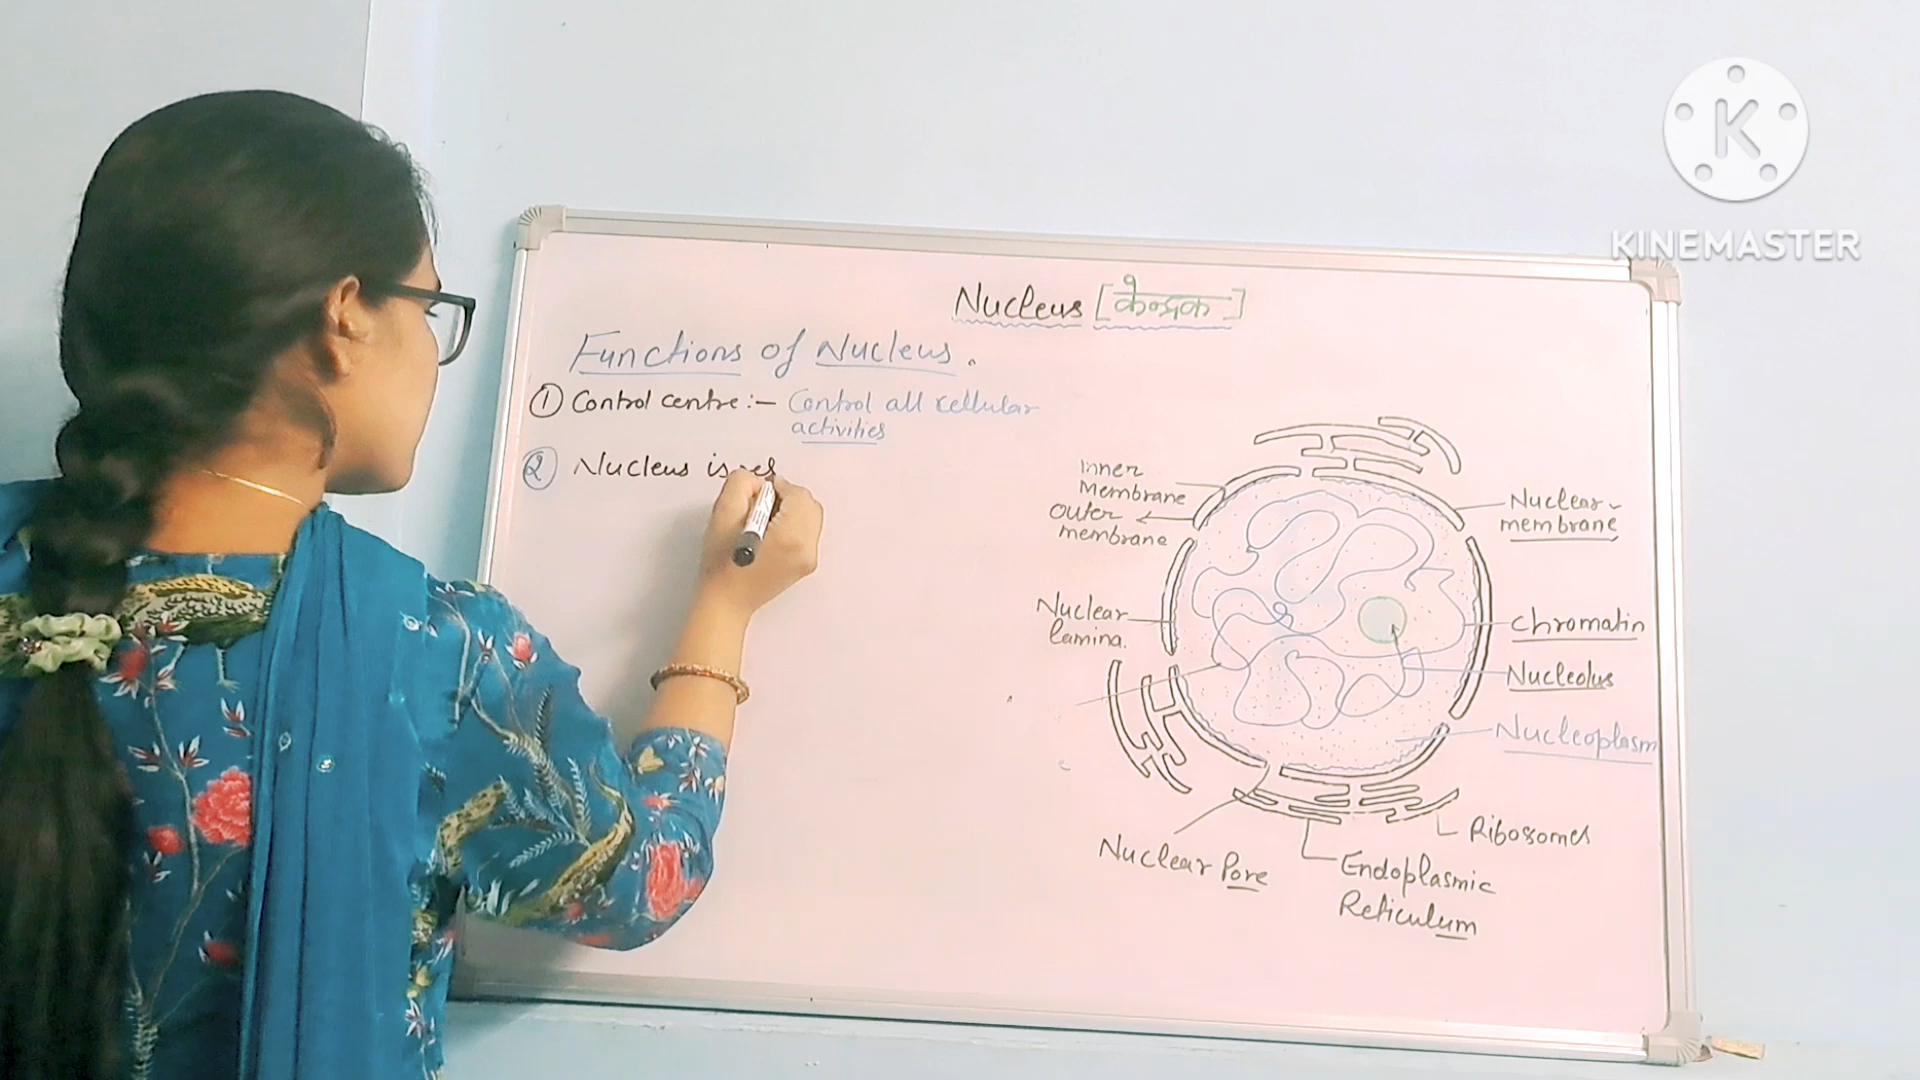 K
KINEMASTER
Nucleus [केन्द्रक]
Functions of Nucleus.
① Control centre :- Control all cellular
activities
② Nucleus is res
Inner
Membrane
Outer
membrane
Nuclear
lamina.
Nuclear
membrane
Chromatin
Nucleolus
Nucleoplasm
Ribosomes
Endoplasmic
Reticulum
Nuclear Pore